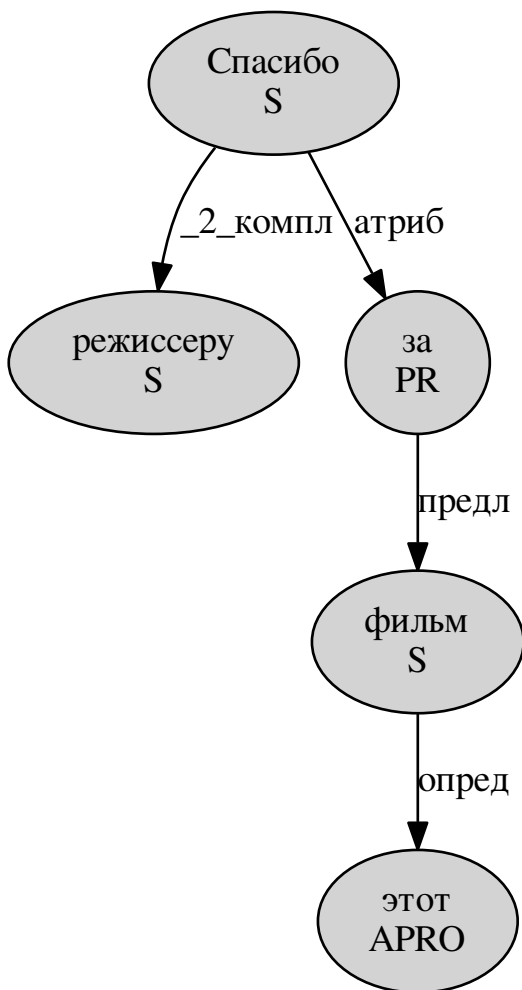 Спасибо
S
_2_компл
атриб
режиссеру
S
за
PR
предл
фильм
S
опред
этот
APRO